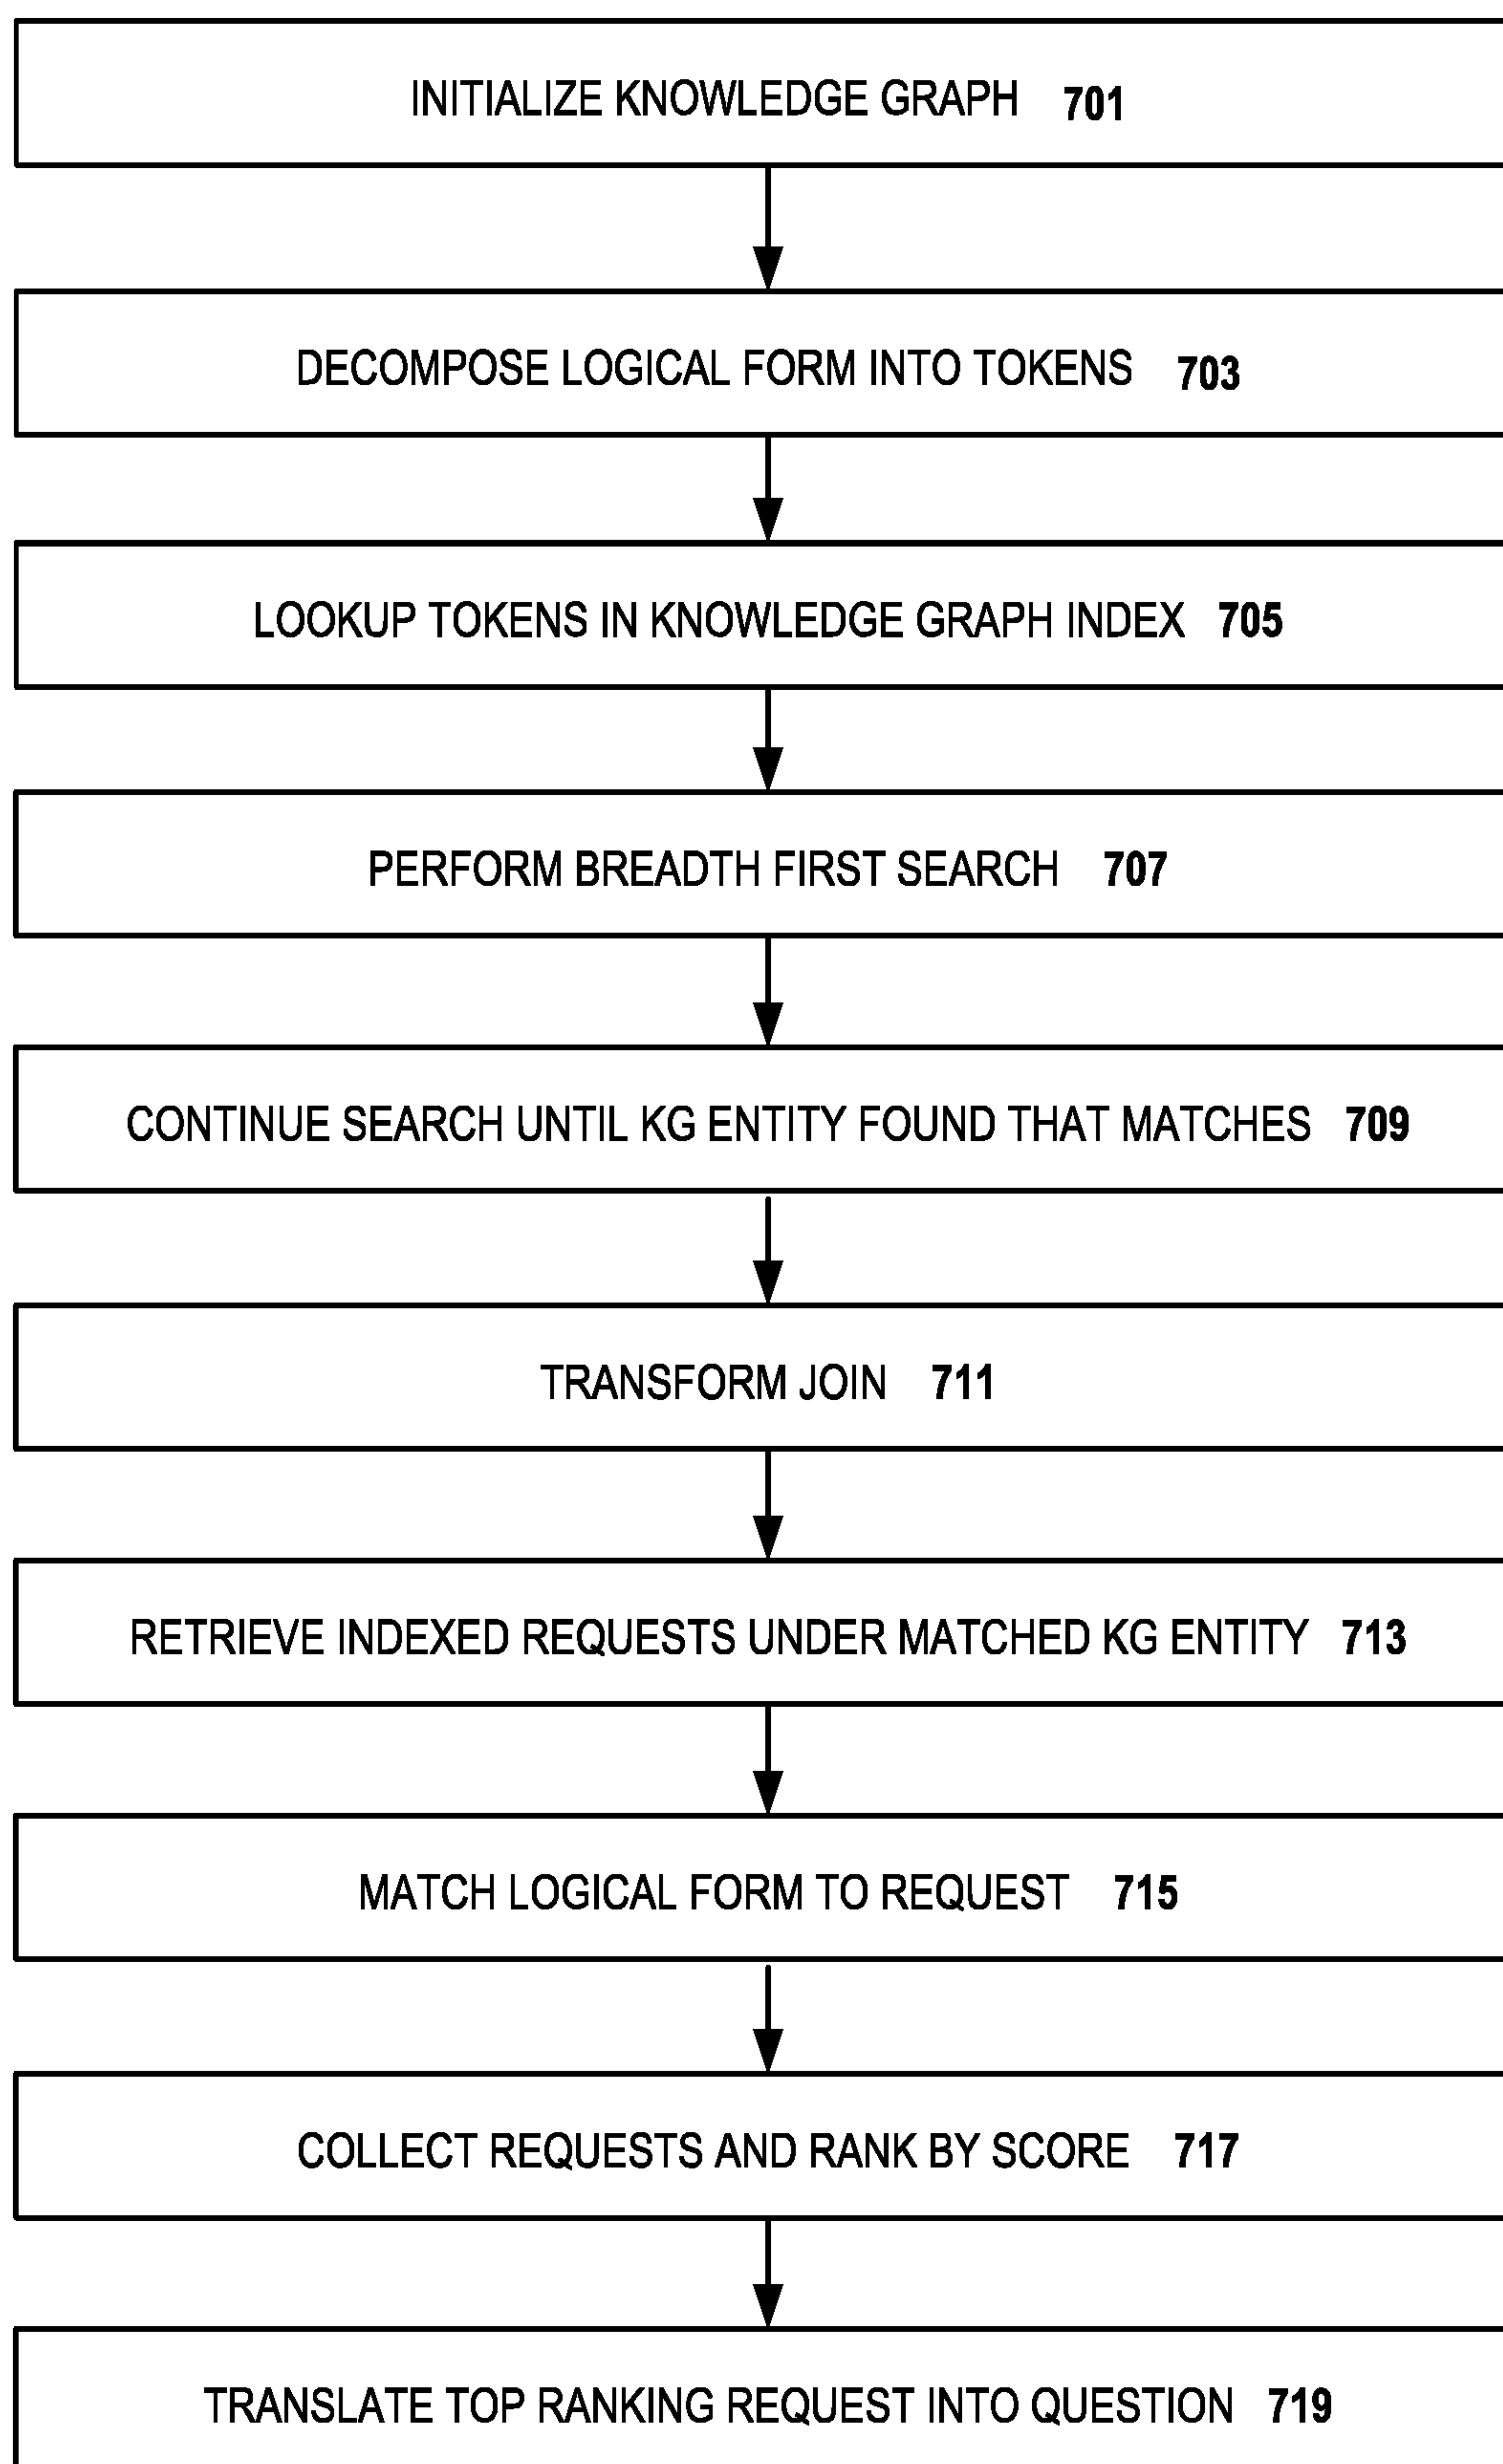 INITIALIZE KNOWLEDGE GRAPH 701
DECOMPOSE LOGICAL FORM INTO TOKENS 703
LOOKUP TOKENS IN KNOWLEDGE GRAPH INDEX 705
PERFORM BREADTH FIRST SEARCH 707
CONTINUE SEARCH UNTIL KG ENTITY FOUND THAT MATCHES 709
TRANSFORM JOIN 711
RETRIEVE INDEXED REQUESTS UNDER MATCHED KG ENTITY 713
MATCH LOGICAL FORM TO REQUEST 715
COLLECT REQUESTS AND RANK BY SCORE 717
TRANSLATE TOP RANKING REQUEST INTO QUESTION 719